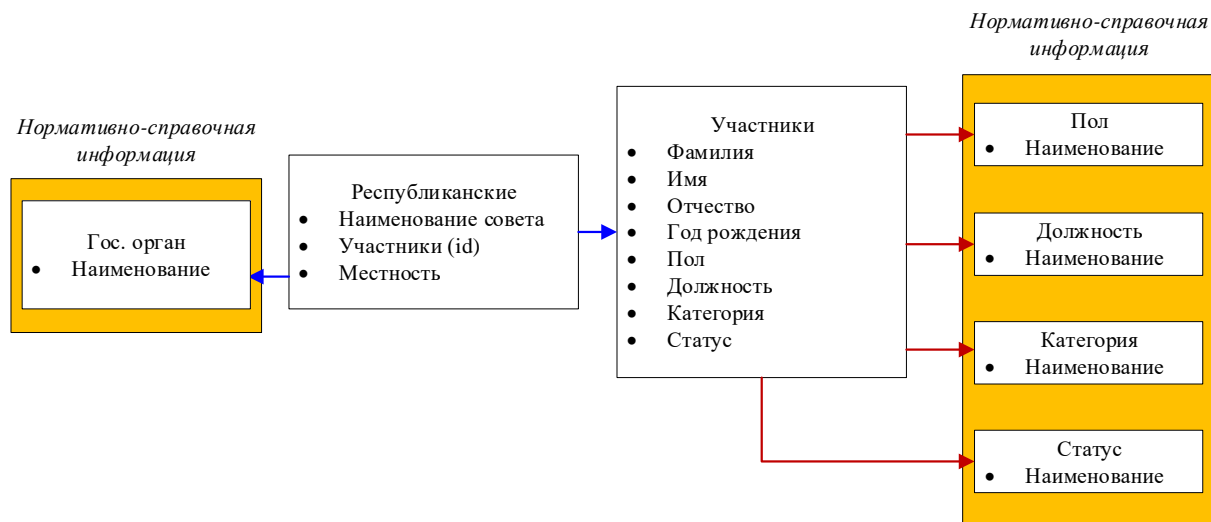 Нормативно-справочная
информация
Гос. орган
• Наименование
Республиканские
• Наименование совета
• Участники (id)
• Местность
Участники
• Фамилия
• Имя
• Отчество
• Год рождения
• Пол
• Должность
• Категория
• Статус
Нормативно-справочная
информация
Пол
• Наименование
Должность
• Наименование
Категория
• Наименование
Статус
• Наименование